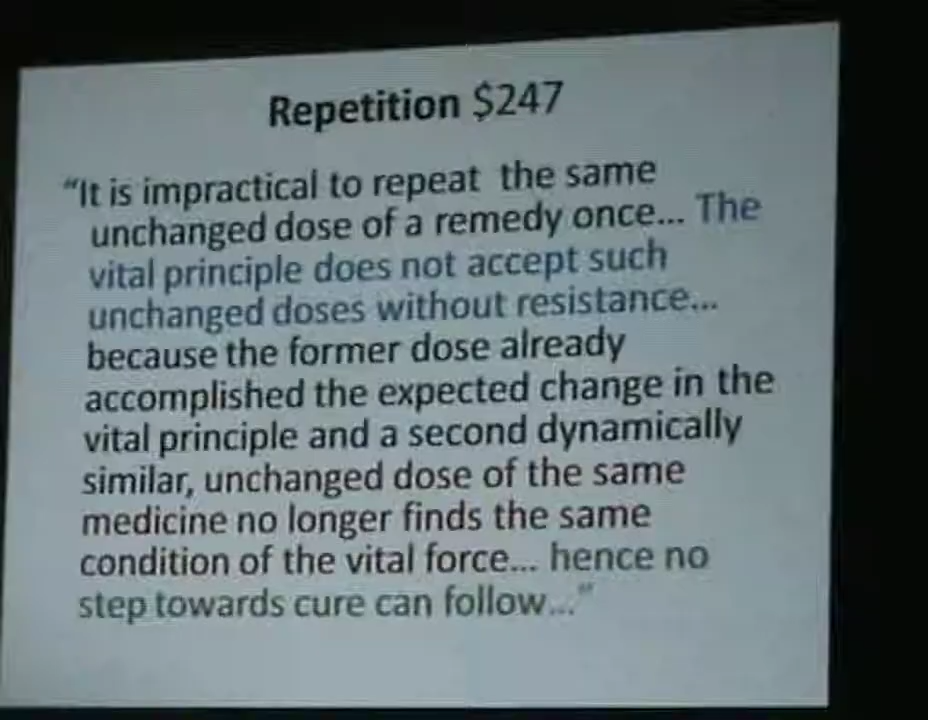 Repetition $247
“It is impractical to repeat the same
unchanged dose of a remedy once... The
vital principle does not accept such
unchanged doses without resistance...
because the former dose already
accomplished the expected change in the
vital principle and a second dynamically
similar, unchanged dose of the same
medicine no longer finds the same
condition of the vital force... hence no
step towards cure can follow...”